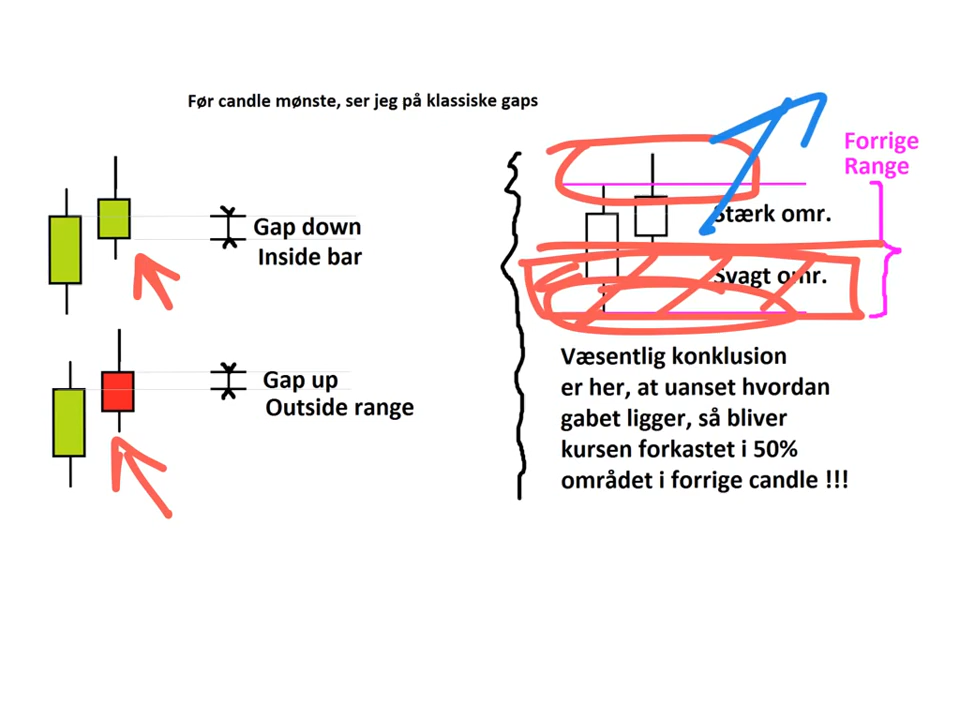 Før candle mønste, ser jeg på klassiske gaps
Gap down
Inside bar
Gap up
Outside range
Forrige
Range
Stærk omr.
Svagt omr.
Væsentlig konklusion
er her, at uanset hvordan
gabet ligger, så bliver
kursen forkastet i 50%
området i forrige candle !!!